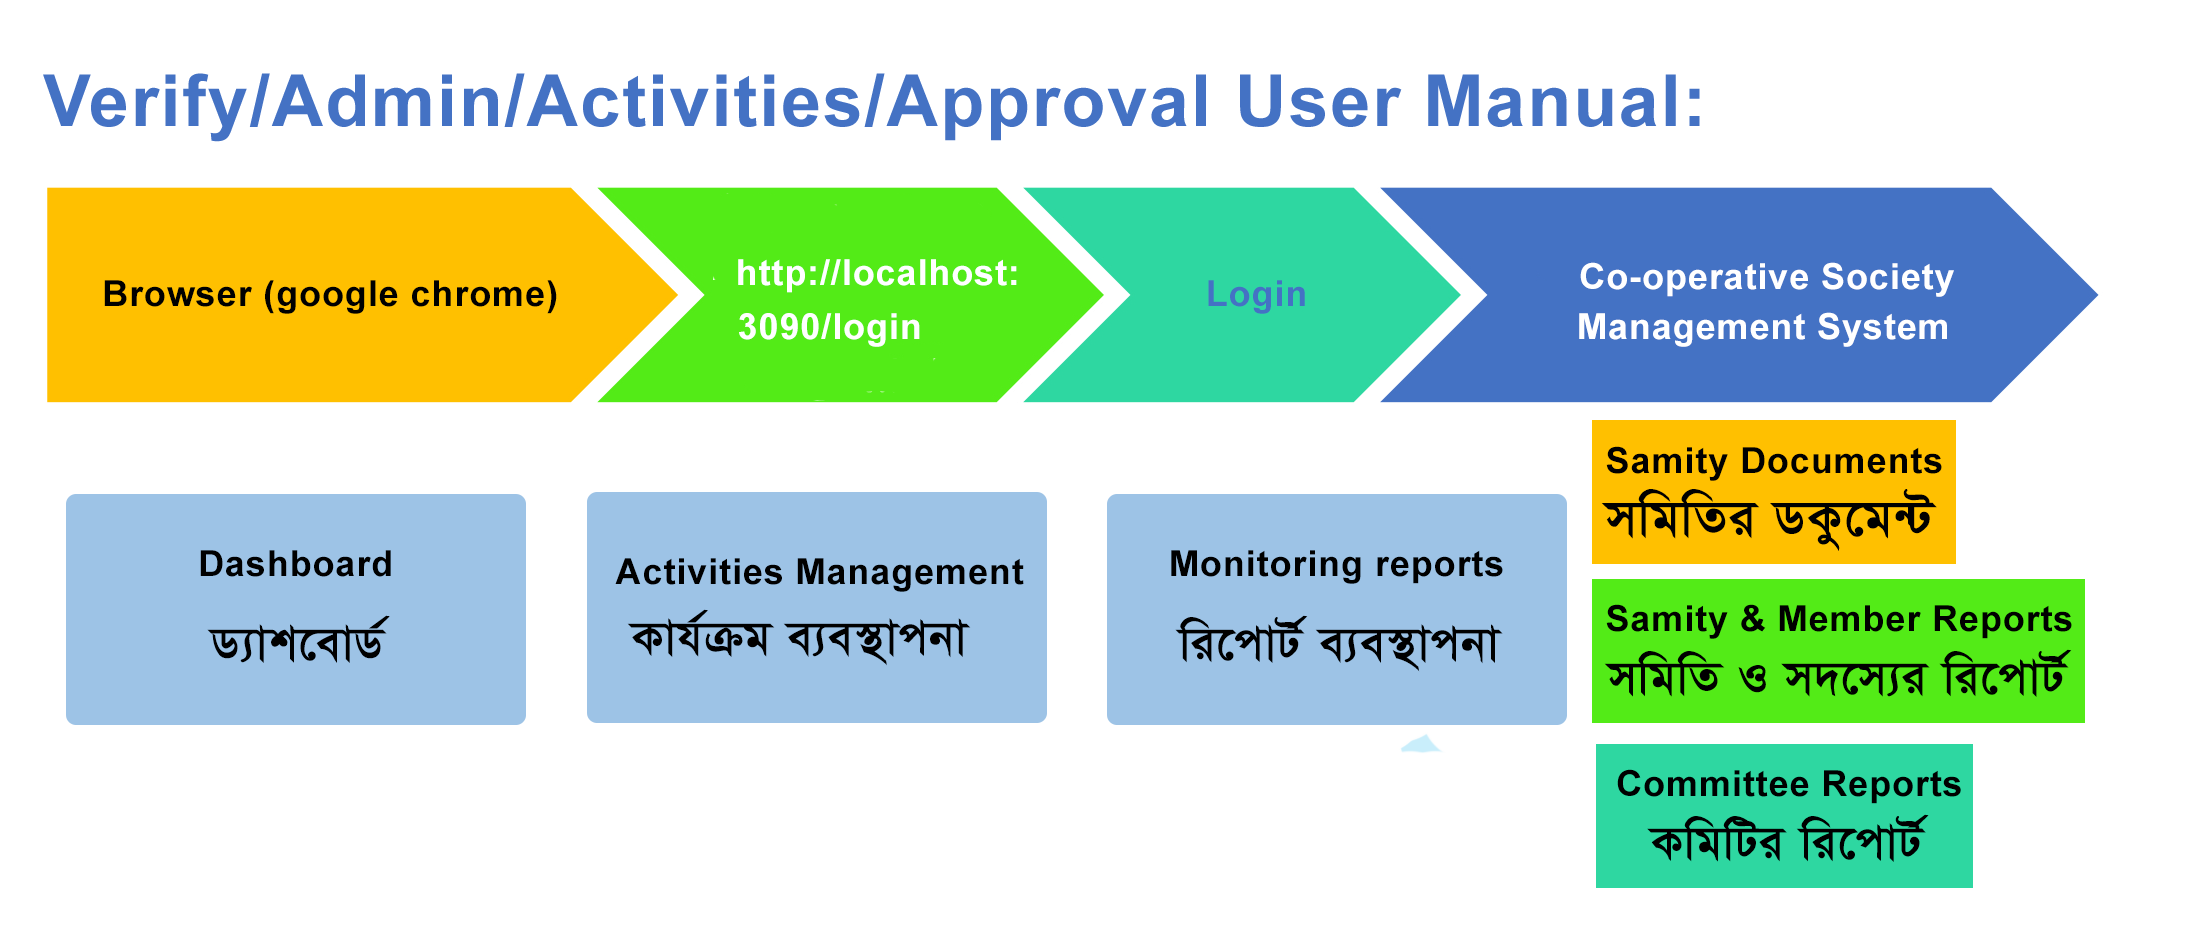 Verify/Admin/Activities/Approval User Manual:
Browser (google chrome)
http://localhost:
3090/login
Login
Co-operative Society
Management System
Dashboard
ড্যাশবোর্ড
Activities Management
কার্যক্রম ব্যবস্থাপনা
Monitoring reports
রিপোর্ট ব্যবস্থাপনা
Samity Documents
সমিতির ডকুমেন্ট
Samity & Member Reports
সমিতি ও সদস্যের রিপোর্ট
Committee Reports
কমিটির রিপোর্ট